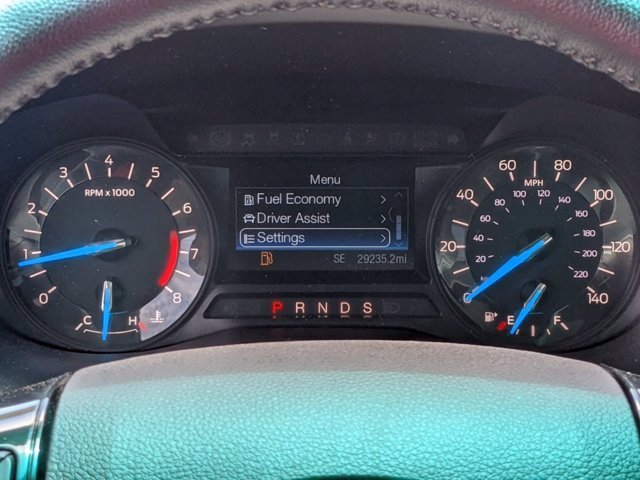 Menu
Fuel Economy
Driver Assist
Settings
SE 29235.2mi
P R N D S
RPM x 1000
0 1 2 3 4 5 6 7 8
C H
MPH
0 20 40 60 80 100 120 140
20 40 60 80 100 120 140 160 180 200 220
E F